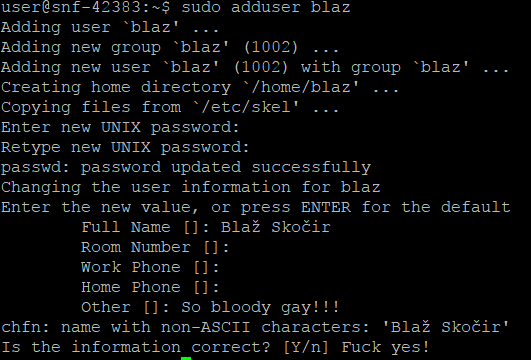 user@snf-42383:~$ sudo adduser blaz
Adding user `blaz' ...
Adding new group `blaz' (1002) ...
Adding new user `blaz' (1002) with group `blaz' ...
Creating home directory `/home/blaz' ...
Copying files from `/etc/skel' ...
Enter new UNIX password:
Retype new UNIX password:
passwd: password updated successfully
Changing the user information for blaz
Enter the new value, or press ENTER for the default
Full Name []: Blaž Skočir
Room Number []:
Work Phone []:
Home Phone []:
Other []: So bloody gay!!!
chfn: name with non-ASCII characters: 'Blaž Skočir'
Is the information correct? [Y/n] Fuck yes!